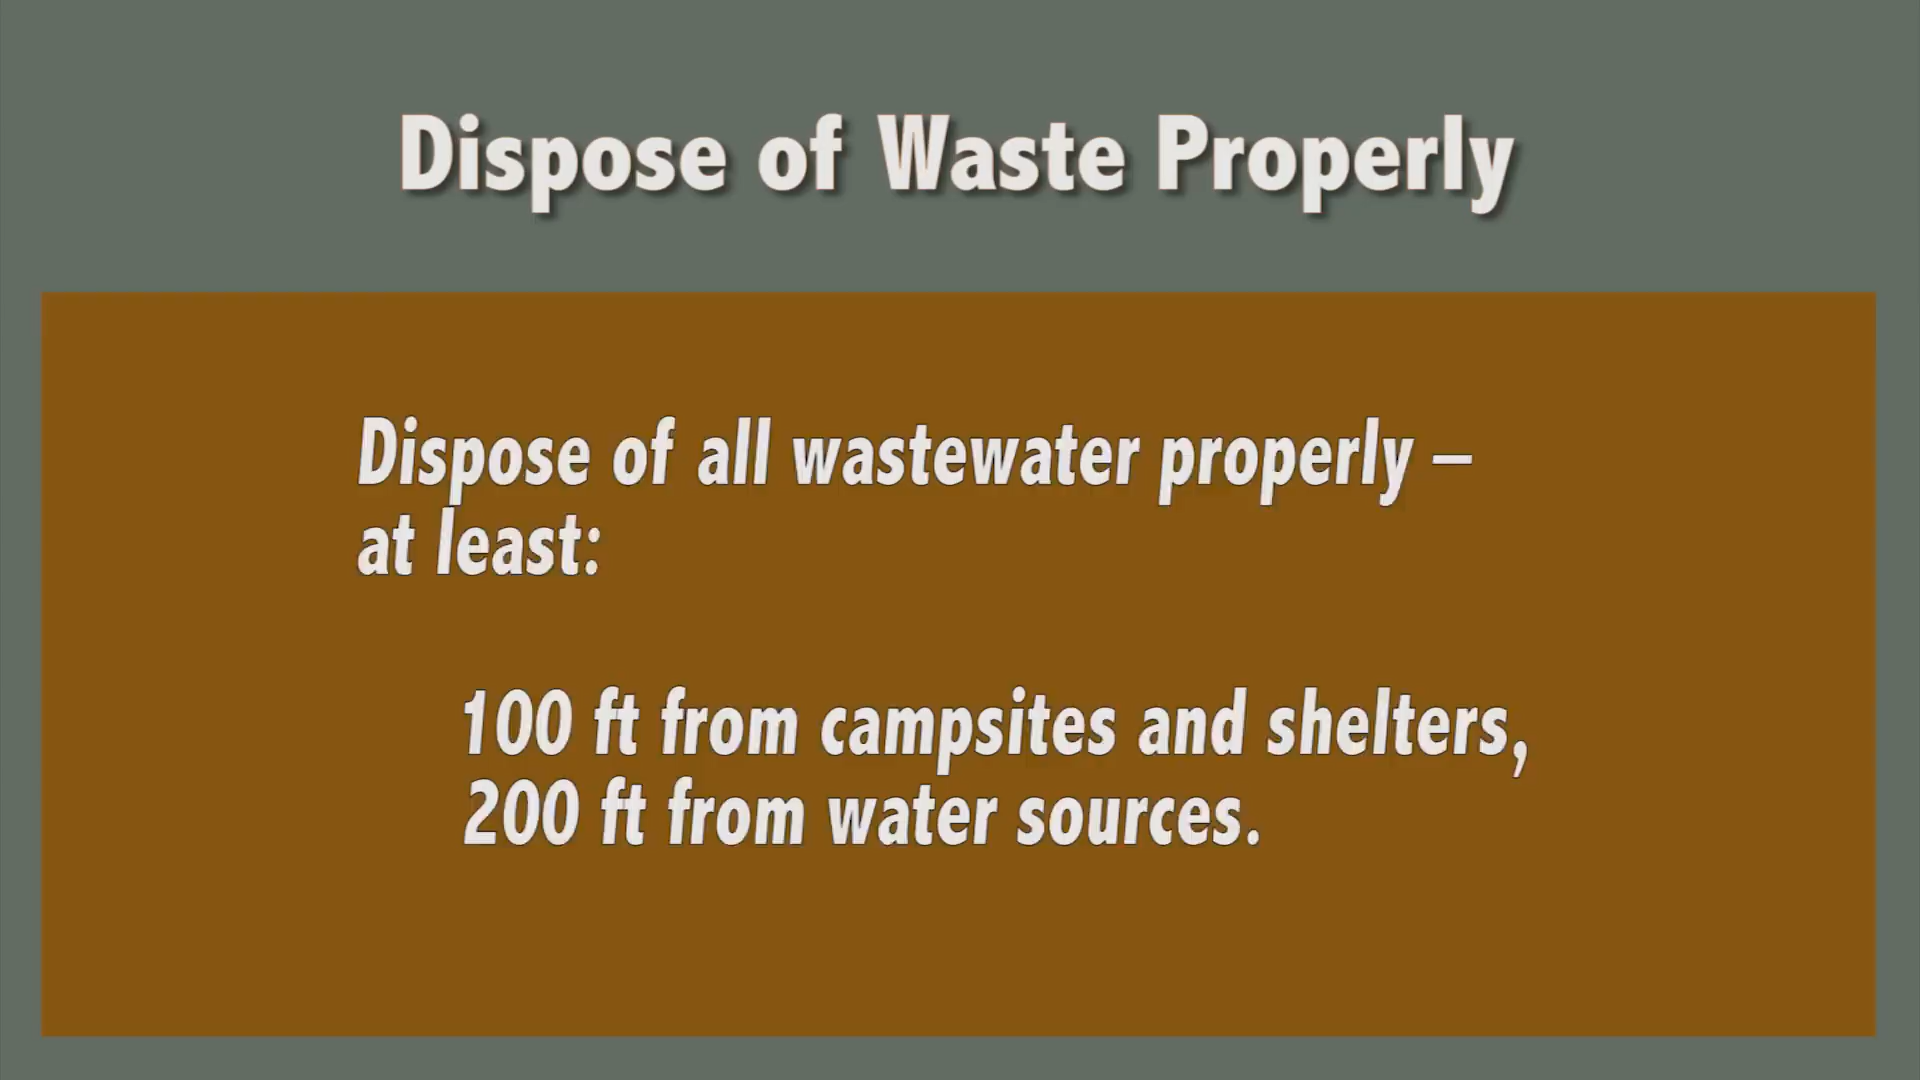 Dispose of Waste Properly
Dispose of all wastewater properly –
at least:
100 ft from campsites and shelters,
200 ft from water sources.